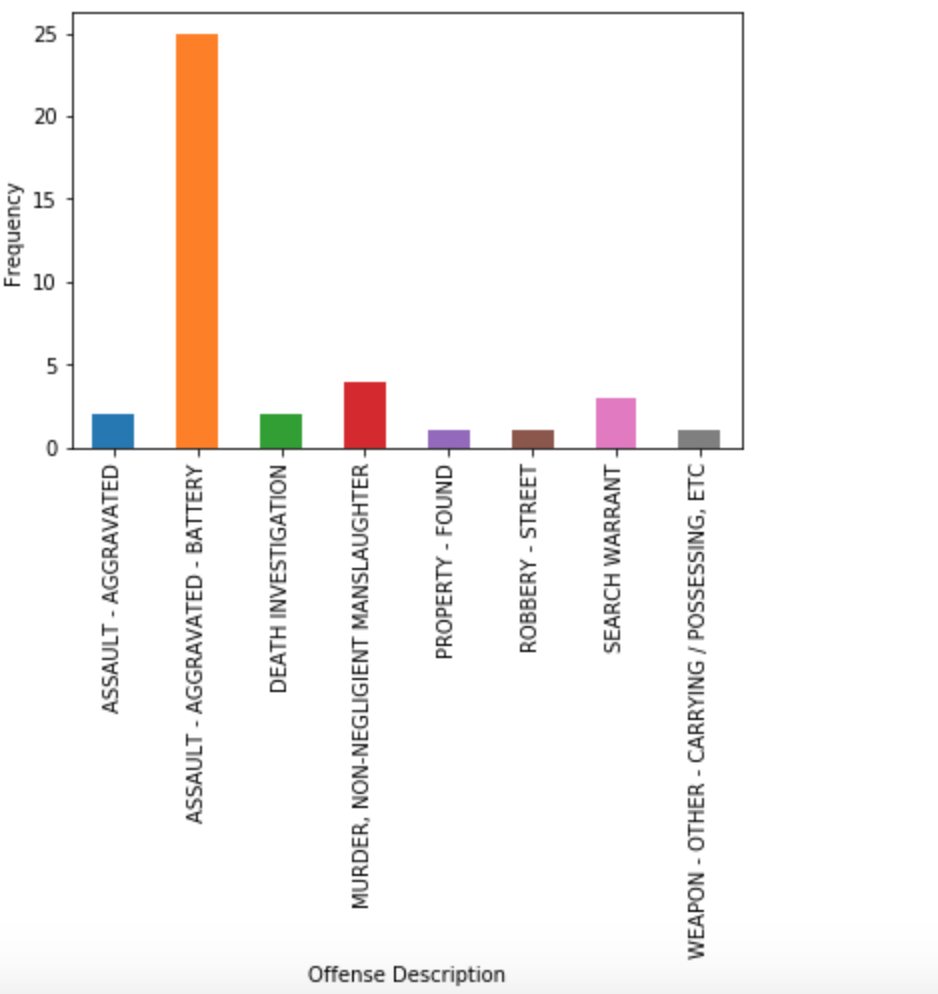 25
20
15
10
5
0
Frequency
ASSAULT - AGGRAVATED
ASSAULT - AGGRAVATED - BATTERY
DEATH INVESTIGATION
MURDER, NON-NEGLIGIENT MANSLAUGHTER
PROPERTY - FOUND
ROBBERY - STREET
SEARCH WARRANT
WEAPON - OTHER - CARRYING / POSSESSING, ETC
Offense Description